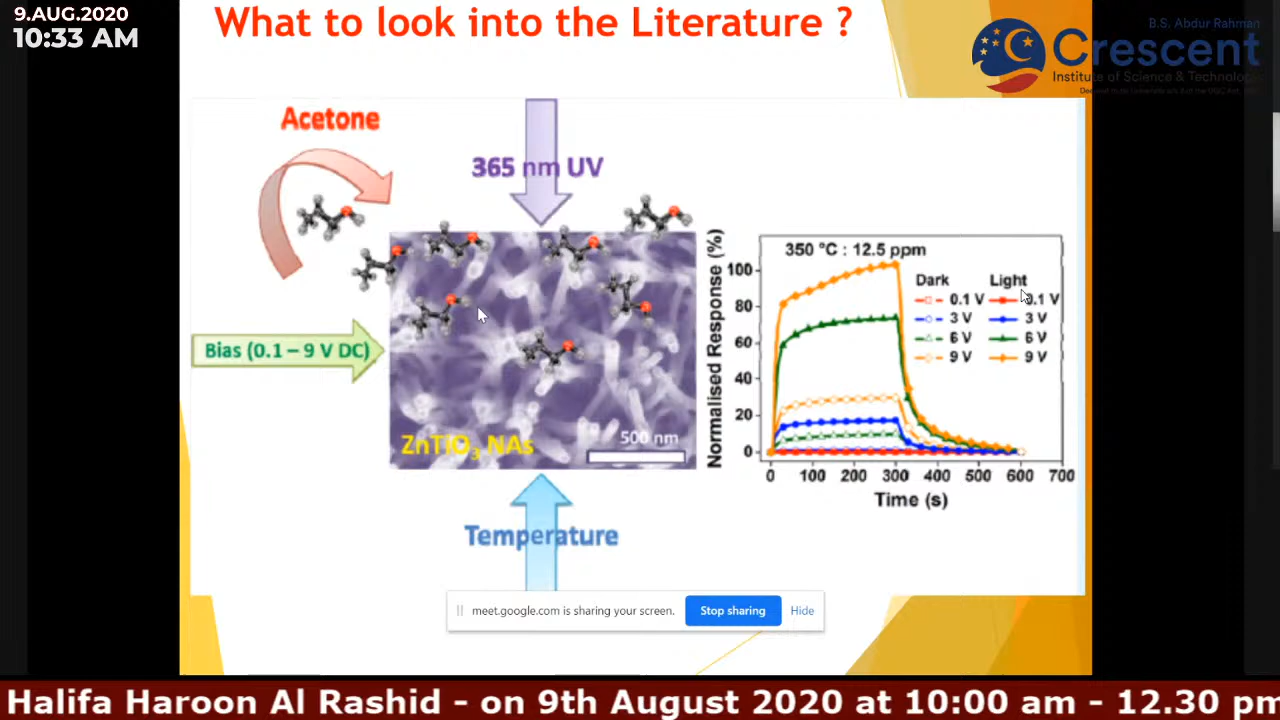 9.AUG.2020
10:33 AM
What to look into the Literature ?
B.S. Abdur Rahman
Crescent
Institute of Science & Technology
Acetone
365 nm UV
Bias (0.1 – 9 V DC)
ZnTiO3 NAs
500 nm
Temperature
350 °C : 12.5 ppm
Dark Light
0.1 V 0.1 V
3 V 3 V
6 V 6 V
9 V 9 V
Normalised Response (%)
100
80
60
40
20
0
0 100 200 300 400 500 600 700
Time (s)
meet.google.com is sharing your screen. Stop sharing Hide
Halifa Haroon Al Rashid - on 9th August 2020 at 10:00 am - 12.30 pm